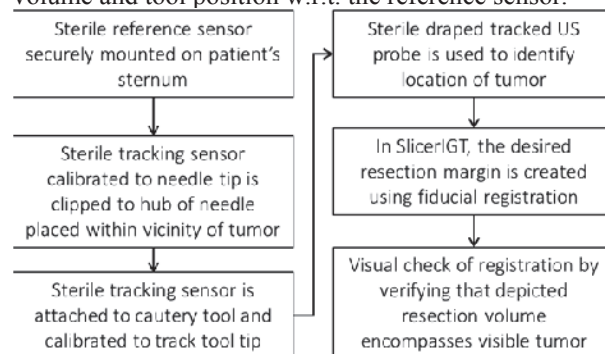 volume and tool position w.r.t. the reference sensor.
Sterile reference sensor
securely mounted on patient's
sternum
Sterile tracking sensor
calibrated to needle tip is
clipped to hub of needle
placed within vicinity of tumor
Sterile tracking sensor is
attached to cautery tool and
calibrated to track tool tip
Sterile draped tracked US
probe is used to identify
location of tumor
In SlicerIGT, the desired
resection margin is created
using fiducial registration
Visual check of registration by
verifying that depicted
resection volume
encompasses visible tumor